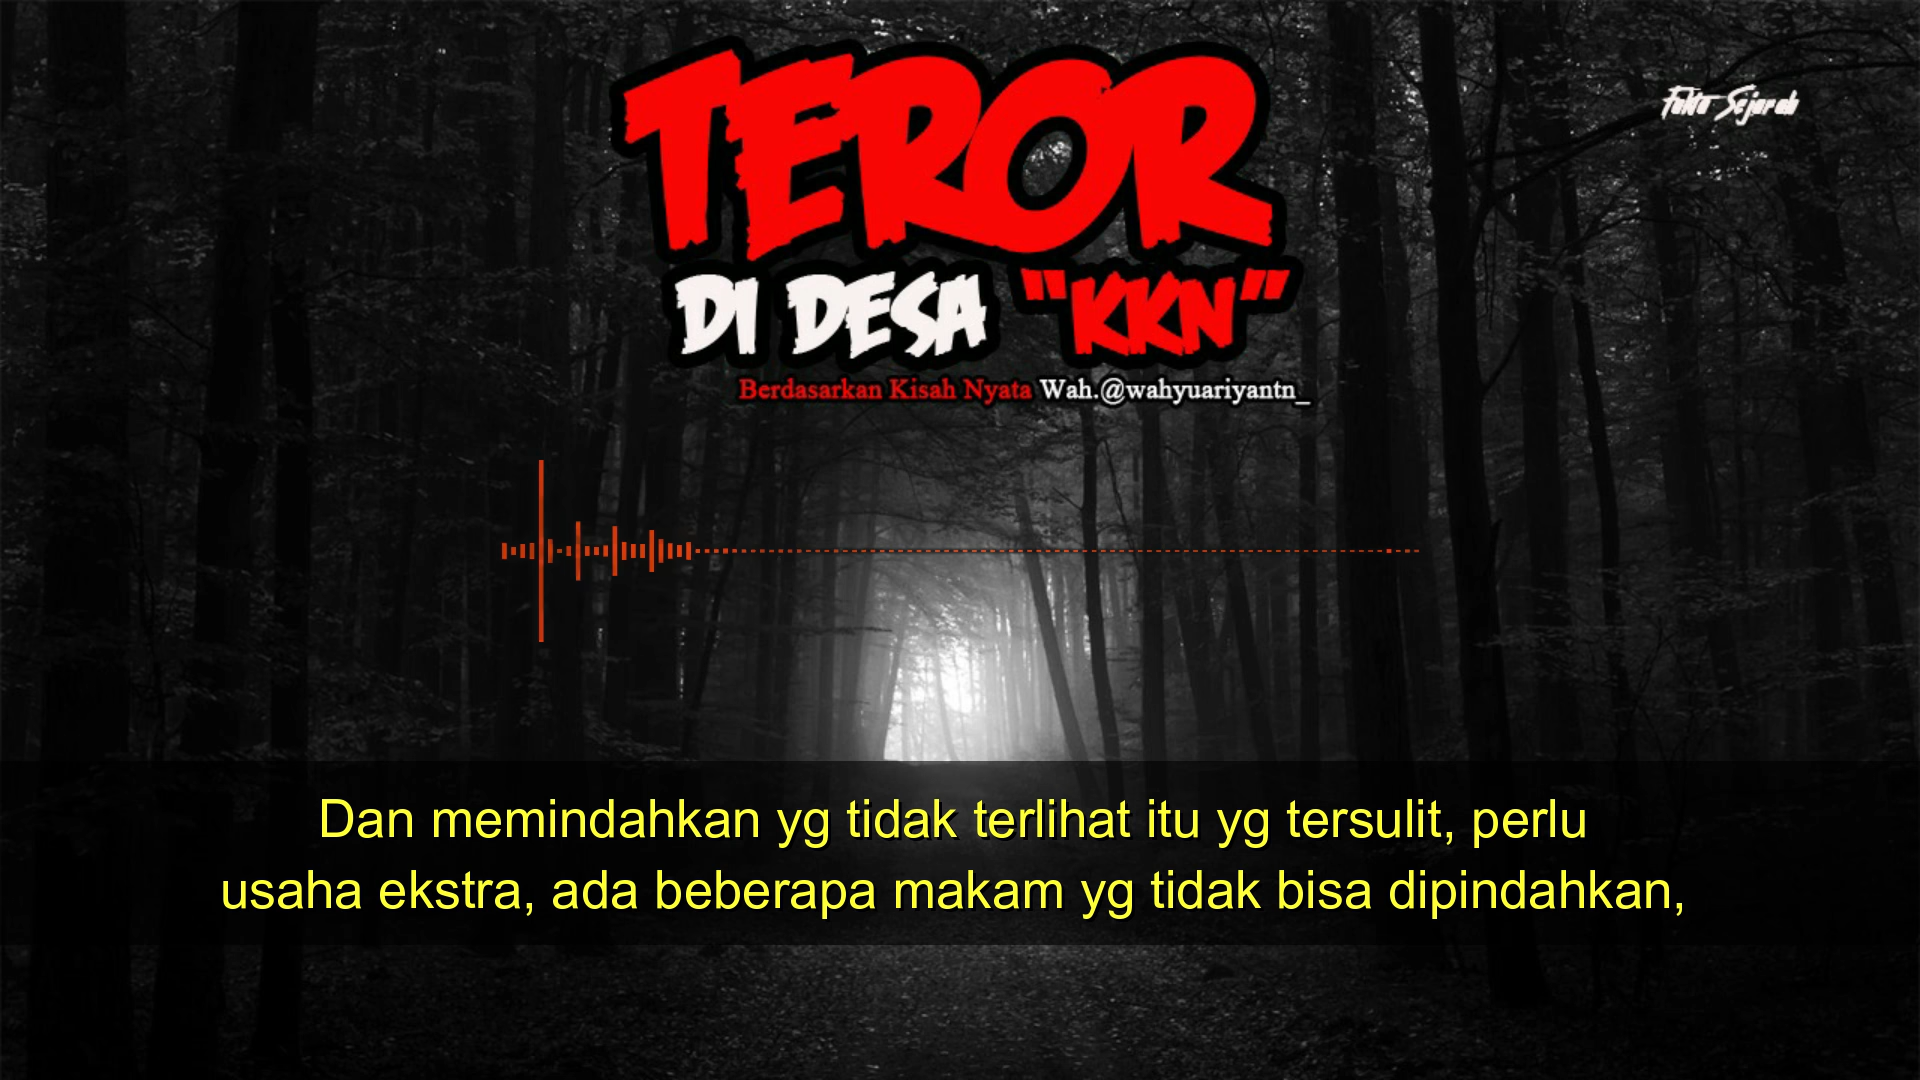 TEROR
Fakta Sejarah
DI DESA "KKN"
Berdasarkan Kisah Nyata Wah.@wahyuariyantn_
Dan memindahkan yg tidak terlihat itu yg tersulit, perlu
usaha ekstra, ada beberapa makam yg tidak bisa dipindahkan,